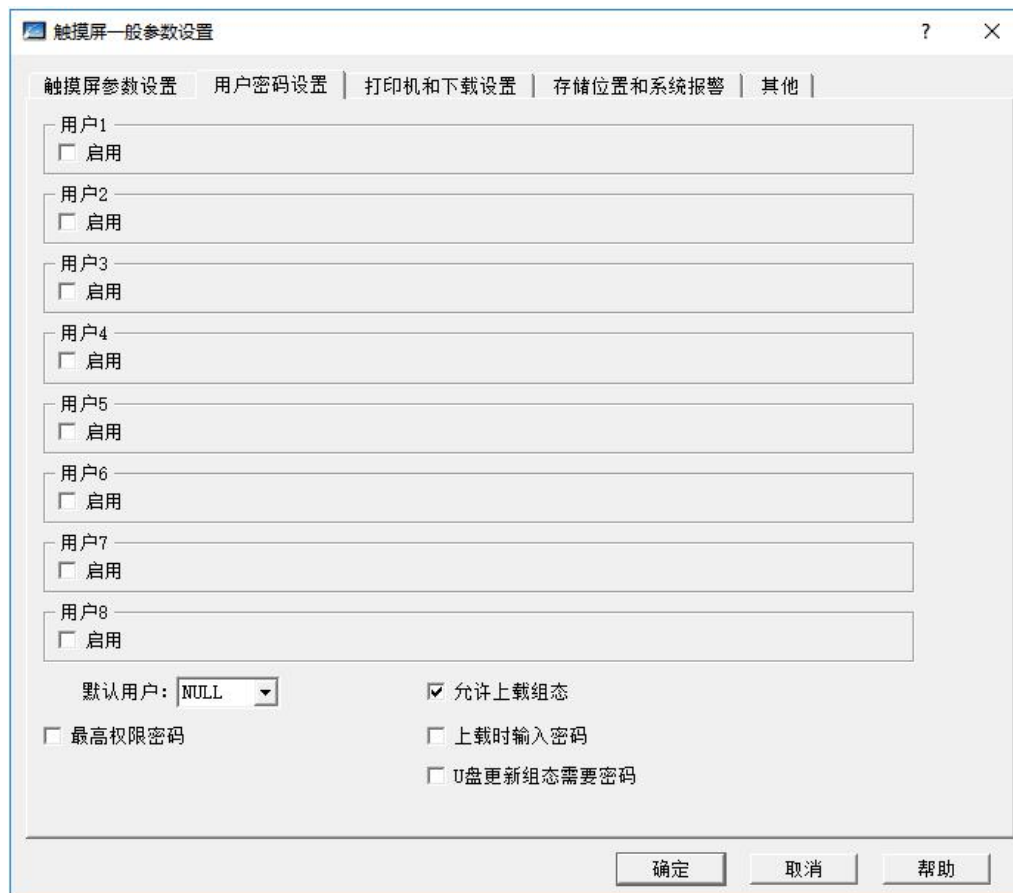 触摸屏一般参数设置
触摸屏参数设置 用户密码设置 打印机和下载设置 存储位置和系统报警 其他
用户1
启用
用户2
启用
用户3
启用
用户4
启用
用户5
启用
用户6
启用
用户7
启用
用户8
启用
默认用户: NULL 允许上载组态
最高权限密码 上载时输入密码
U盘更新组态需要密码
确定 取消 帮助